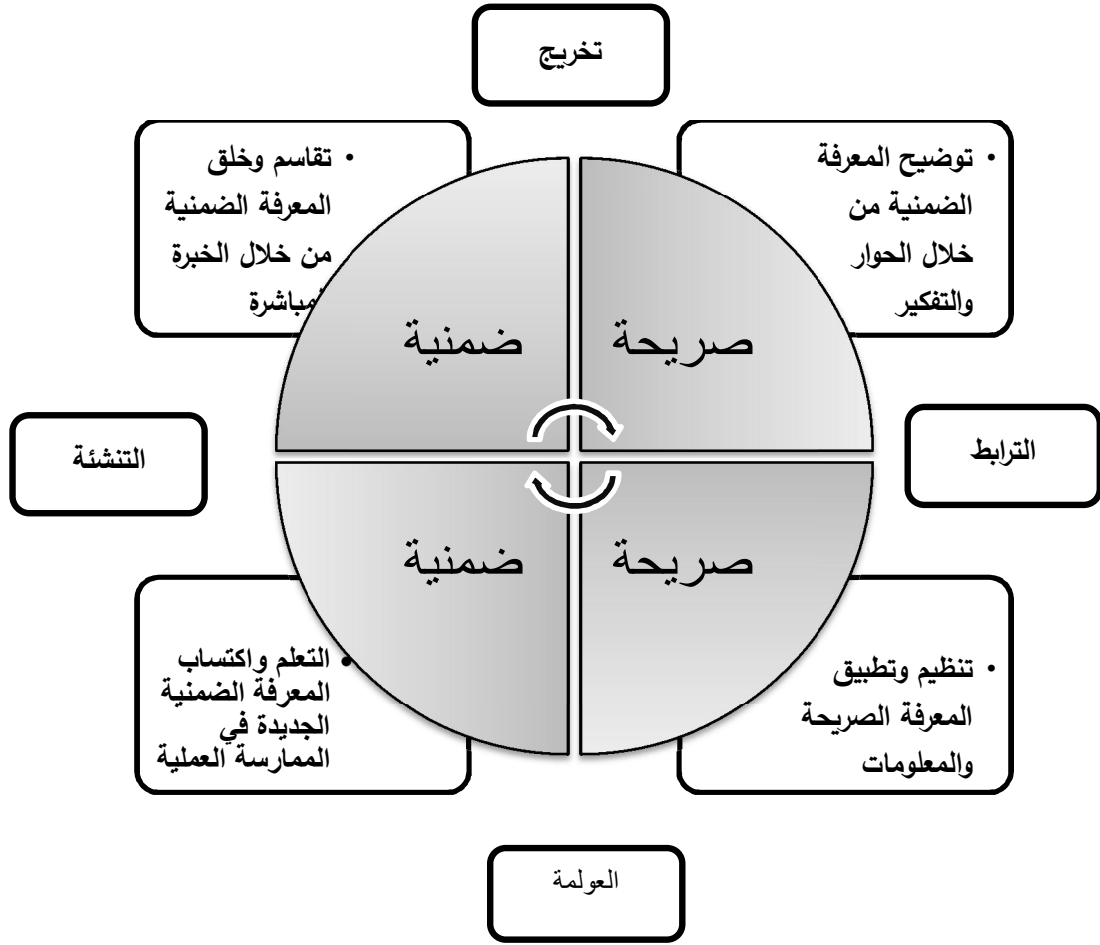 تخريج
• توضيح المعرفة
الضمنية من
خلال الحوار
والتفكير
• تقاسم وخلق
المعرفة الضمنية
من خلال الخبرة
لمباشرة
صريحة
ضمنية
الترابط
التنشئة
صريحة
ضمنية
• تنظيم وتطبيق
المعرفة الصريحة
والمعلومات
• التعلم واكتساب
المعرفة الضمنية
الجديدة في
الممارسة العملية
العولمة